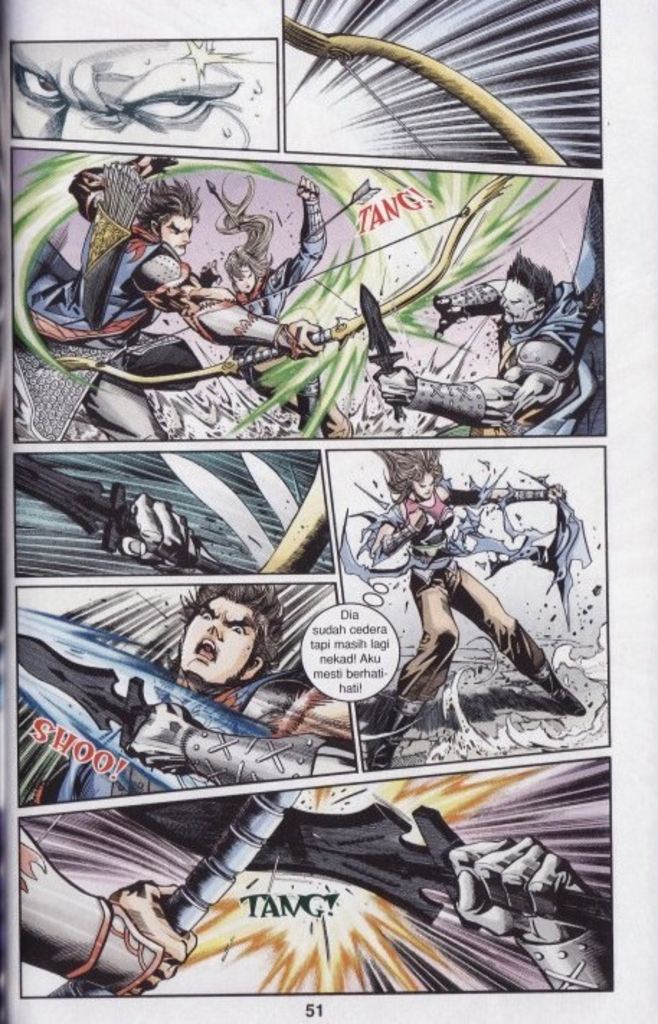 TANG!
Dia
sudah cedera
tapi masih lagi
nekad! Aku
mesti berhati-
hati!
SHOO!
TANG!
51